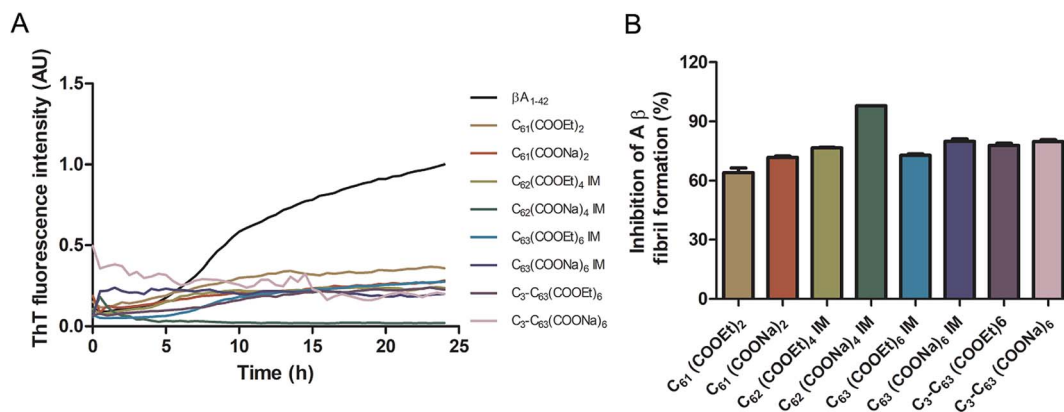 A
ThT fluorescence intensity (AU)
1.5
1.0
0.5
0.0
0 5 10 15 20 25
Time (h)
βA₁₋₄₂
C₆₁(COOEt)₂
C₆₁(COONa)₂
C₆₂(COOEt)₄ IM
C₆₂(COONa)₄ IM
C₆₃(COOEt)₆ IM
C₆₃(COONa)₆ IM
C₃-C₆₃(COOEt)₆
C₃-C₆₃(COONa)₆
B
Inhibition of A β
fibril formation (%)
120
90
60
30
0
C₆₁ (COOEt)₂
C₆₁ (COONa)₂
C₆₂ (COOEt)₄ IM
C₆₂ (COONa)₄ IM
C₆₃ (COOEt)₆ IM
C₆₃ (COONa)₆ IM
C₃-C₆₃ (COOEt)6
C₃-C₆₃ (COONa)₆